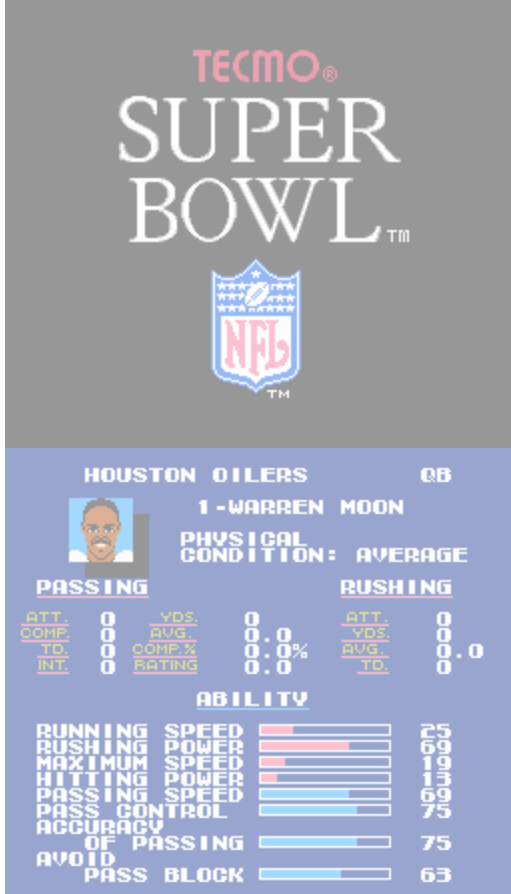 TECMO®
SUPER
BOWL™
NFL
TM
HOUSTON OILERS QB
1-WARREN MOON
PHYSICAL
CONDITION: AVERAGE
PASSING RUSHING
ATT. 0 YDS. 0 ATT. 0
COMP. 0 AVG. 0.0 YDS. 0
TD. 0 COMP.% 0.0% AVG. 0.0
INT. 0 RATING 0.0 TD. 0
ABILITY
RUNNING SPEED 25
RUSHING POWER 69
MAXIMUM SPEED 19
HITTING POWER 13
PASSING SPEED 69
PASS CONTROL 75
ACCURACY
OF PASSING 75
AVOID
PASS BLOCK 63